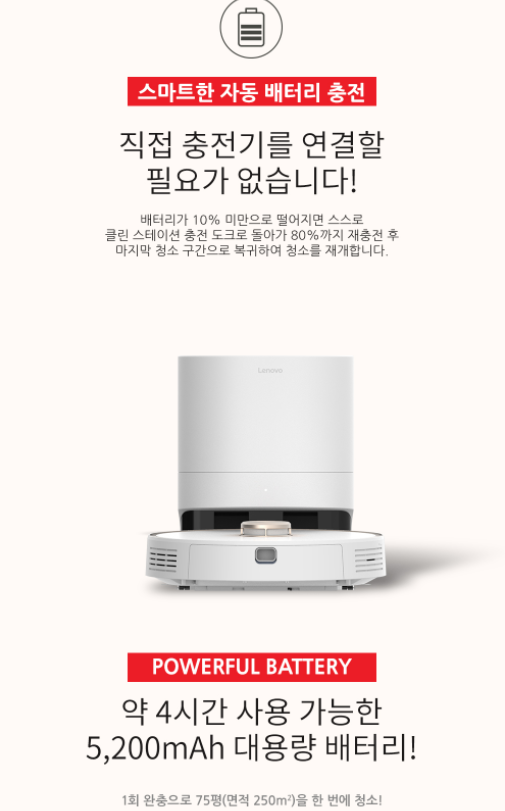 스마트한 자동 배터리 충전
직접 충전기를 연결할
필요가 없습니다!
배터리가 10% 미만으로 떨어지면 스스로
클린 스테이션 충전 도크로 돌아가 80%까지 재충전 후
마지막 청소 구간으로 복귀하여 청소를 재개합니다.
Lenovo
POWERFUL BATTERY
약 4시간 사용 가능한
5,200mAh 대용량 배터리!
1회 완충으로 75평(면적 250m²)을 한 번에 청소!